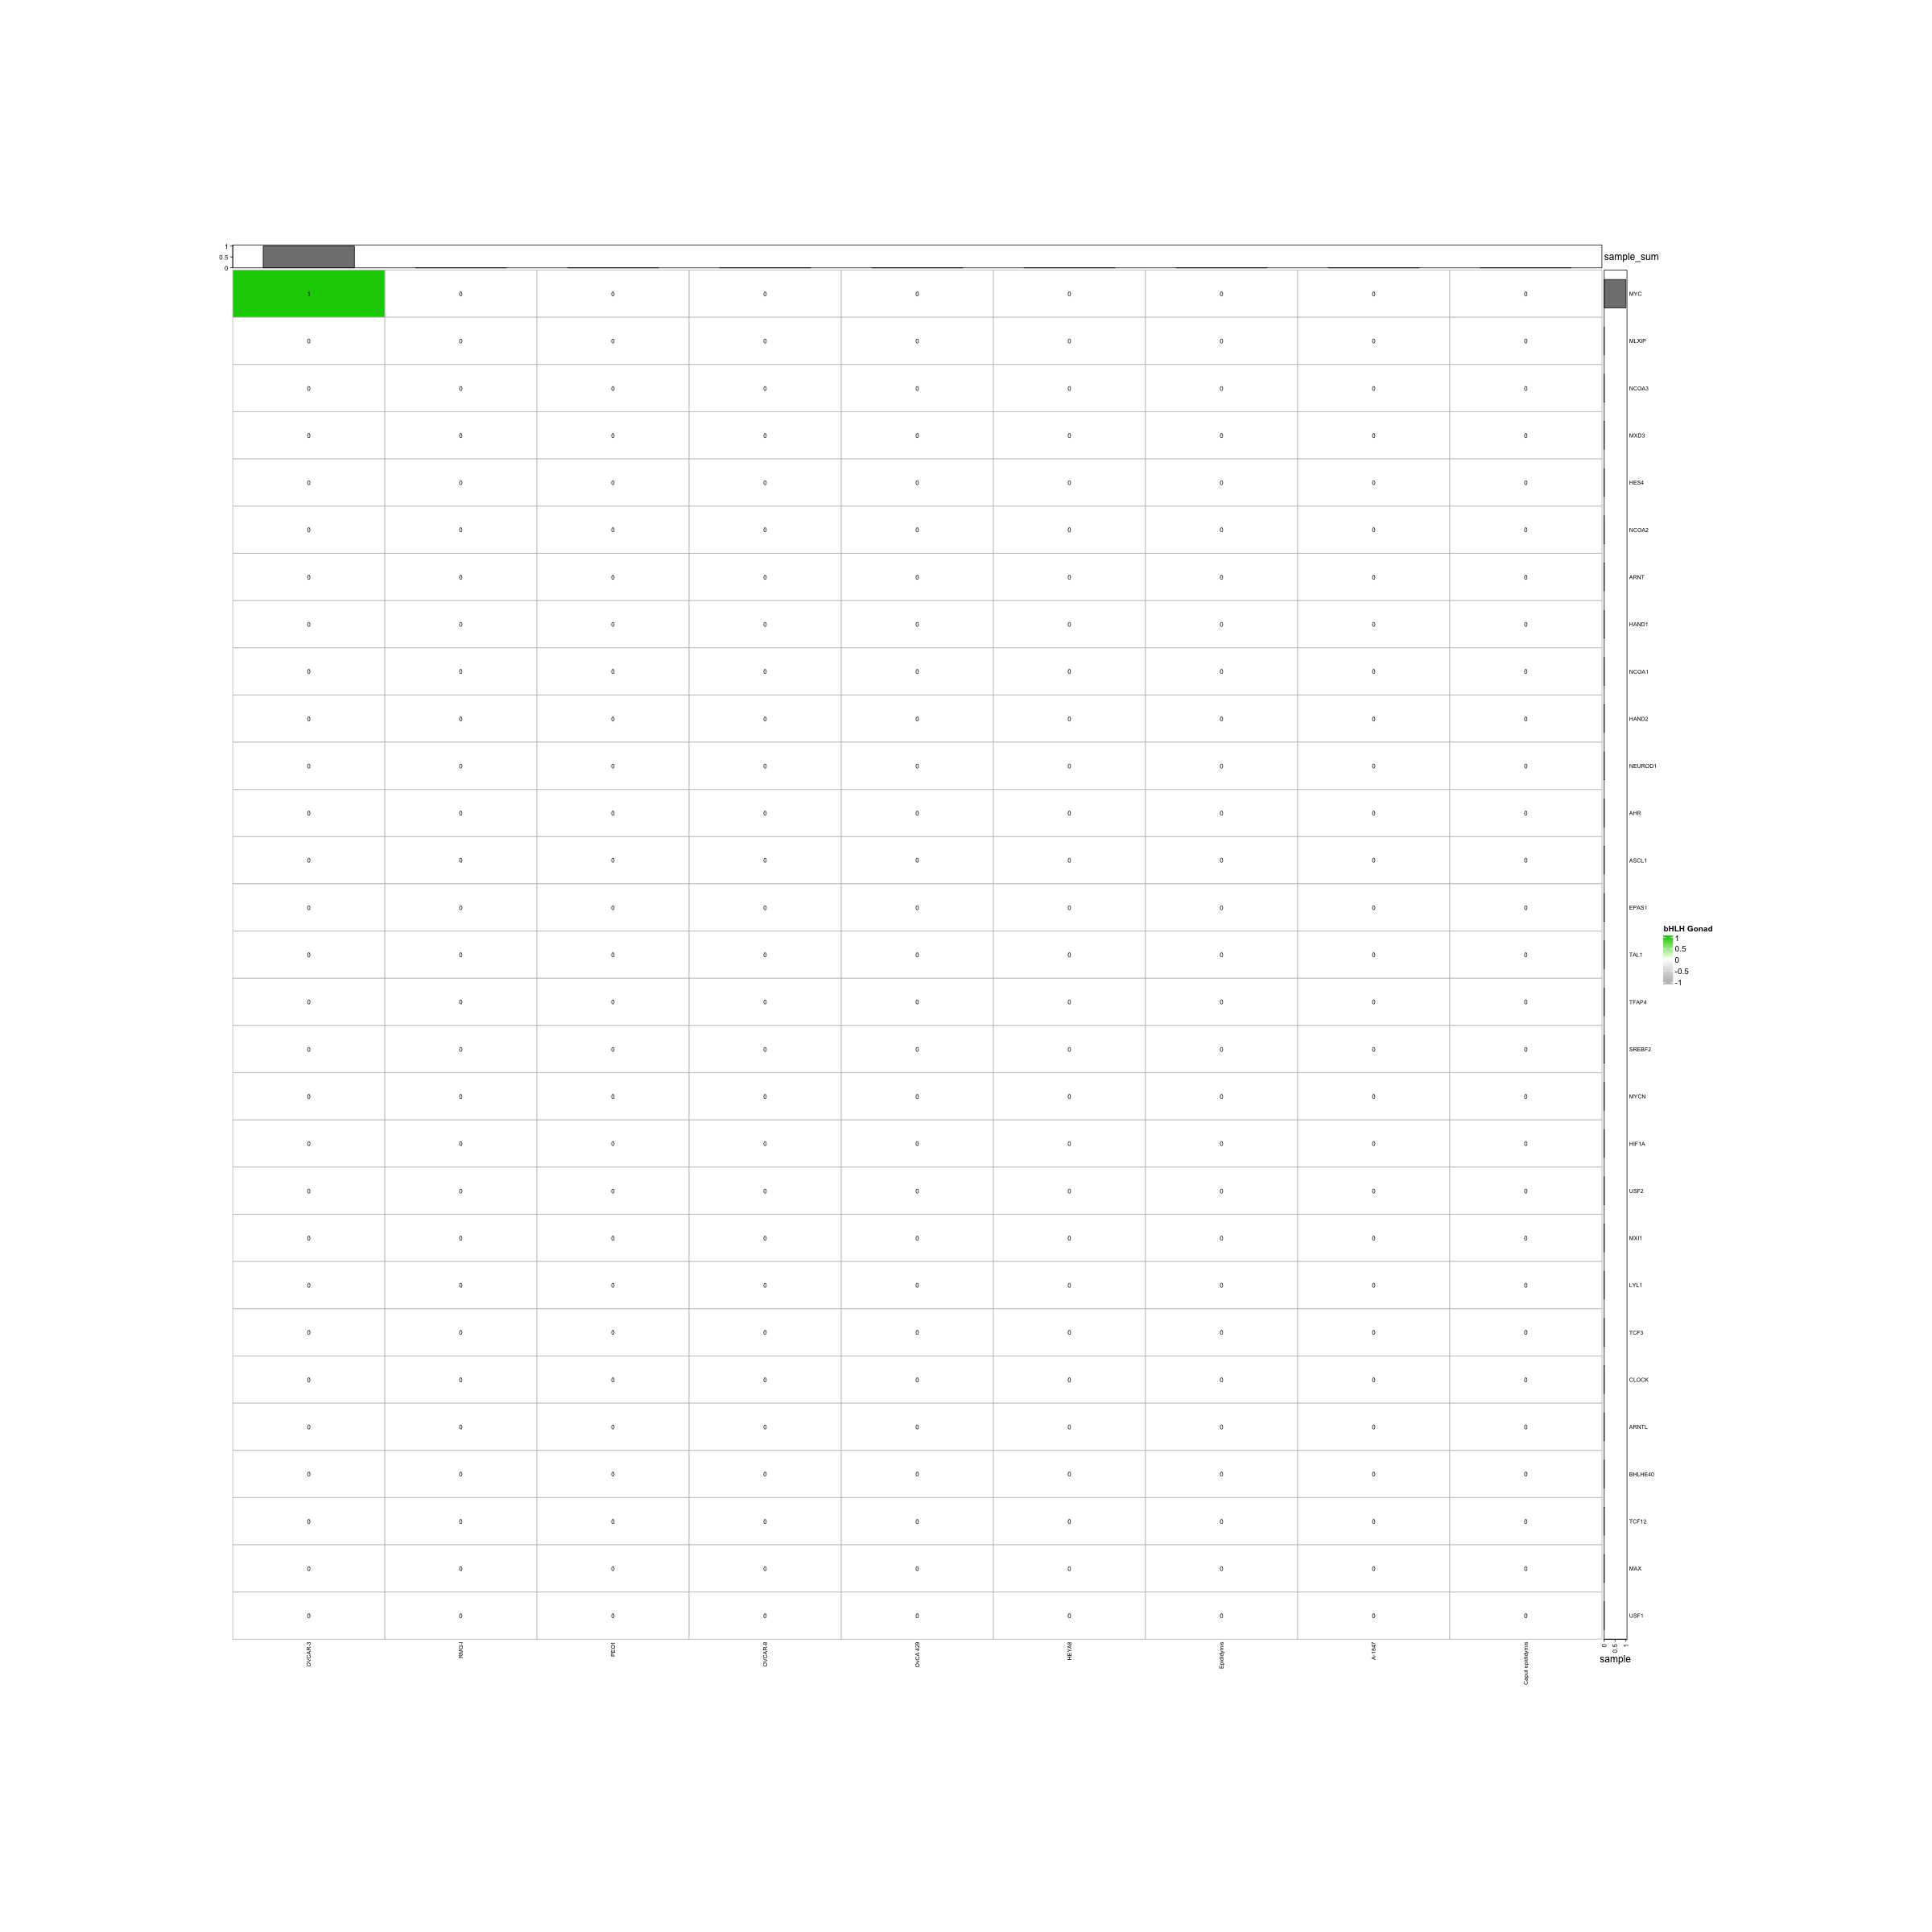 1
0.5
0
sample_sum
1 0 0 0 0 0 0 0 0 MYC
0 0 0 0 0 0 0 0 0 MLXIP
0 0 0 0 0 0 0 0 0 NCOA3
0 0 0 0 0 0 0 0 0 MXD3
0 0 0 0 0 0 0 0 0 HES4
0 0 0 0 0 0 0 0 0 NCOA2
0 0 0 0 0 0 0 0 0 ARNT
0 0 0 0 0 0 0 0 0 HAND1
0 0 0 0 0 0 0 0 0 NCOA1
0 0 0 0 0 0 0 0 0 HAND2
0 0 0 0 0 0 0 0 0 NEUROD1
0 0 0 0 0 0 0 0 0 AHR
0 0 0 0 0 0 0 0 0 ASCL1
0 0 0 0 0 0 0 0 0 EPAS1
0 0 0 0 0 0 0 0 0 TAL1
0 0 0 0 0 0 0 0 0 TFAP4
0 0 0 0 0 0 0 0 0 SREBF2
0 0 0 0 0 0 0 0 0 MYCN
0 0 0 0 0 0 0 0 0 HIF1A
0 0 0 0 0 0 0 0 0 USF2
0 0 0 0 0 0 0 0 0 MXI1
0 0 0 0 0 0 0 0 0 LYL1
0 0 0 0 0 0 0 0 0 TCF3
0 0 0 0 0 0 0 0 0 CLOCK
0 0 0 0 0 0 0 0 0 ARNTL
0 0 0 0 0 0 0 0 0 BHLHE40
0 0 0 0 0 0 0 0 0 TCF12
0 0 0 0 0 0 0 0 0 MAX
0 0 0 0 0 0 0 0 0 USF1
OVCAR-3
RMG-I
PEO1
OVCAR-8
OvCA 429
HEYA8
Epididymis
A-1847
Caput epididymis
0
0.5
1
sample
bHLH Gonad
1
0.5
0
-0.5
-1